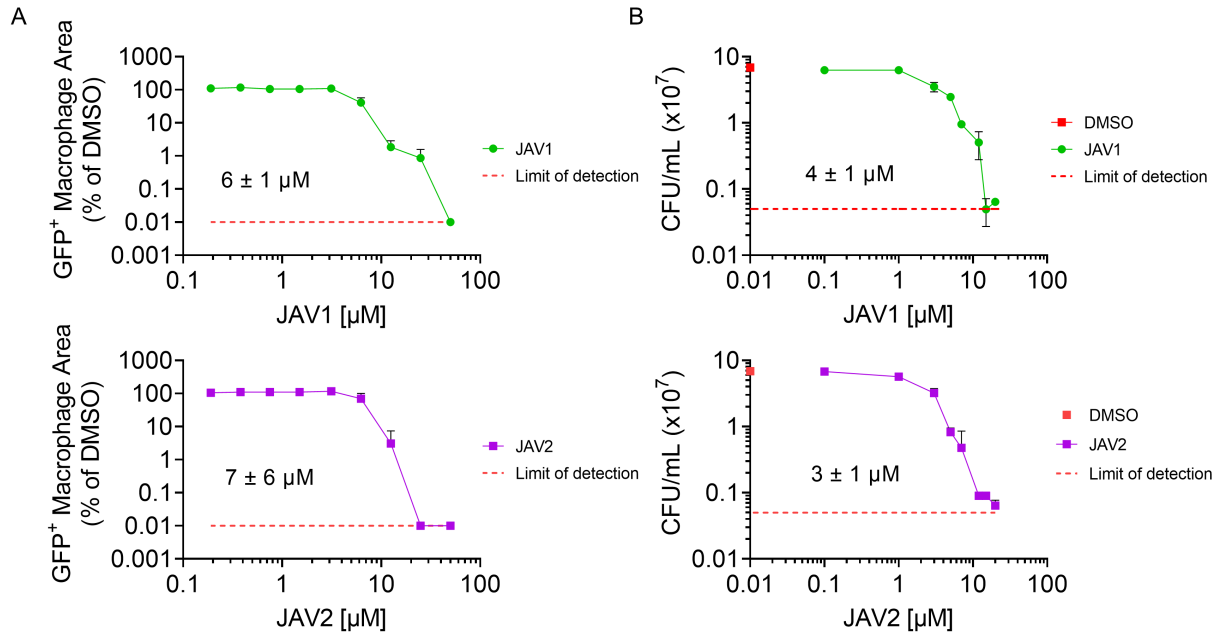 A
GFP⁺ Macrophage Area
(% of DMSO)
1000
100
10
1
0.1
0.01
0.001
0.1
1
10
100
JAV1 [µM]
6 ± 1 µM
JAV1
Limit of detection
B
CFU/mL (x10⁷)
10
1
0.1
0.01
0.01
0.1
1
10
100
JAV1 [µM]
4 ± 1 µM
DMSO
JAV1
Limit of detection
GFP⁺ Macrophage Area
(% of DMSO)
1000
100
10
1
0.1
0.01
0.001
0.1
1
10
100
JAV2 [µM]
7 ± 6 µM
JAV2
Limit of detection
CFU/mL (x10⁷)
10
1
0.1
0.01
0.01
0.1
1
10
100
JAV2 [µM]
3 ± 1 µM
DMSO
JAV2
Limit of detection